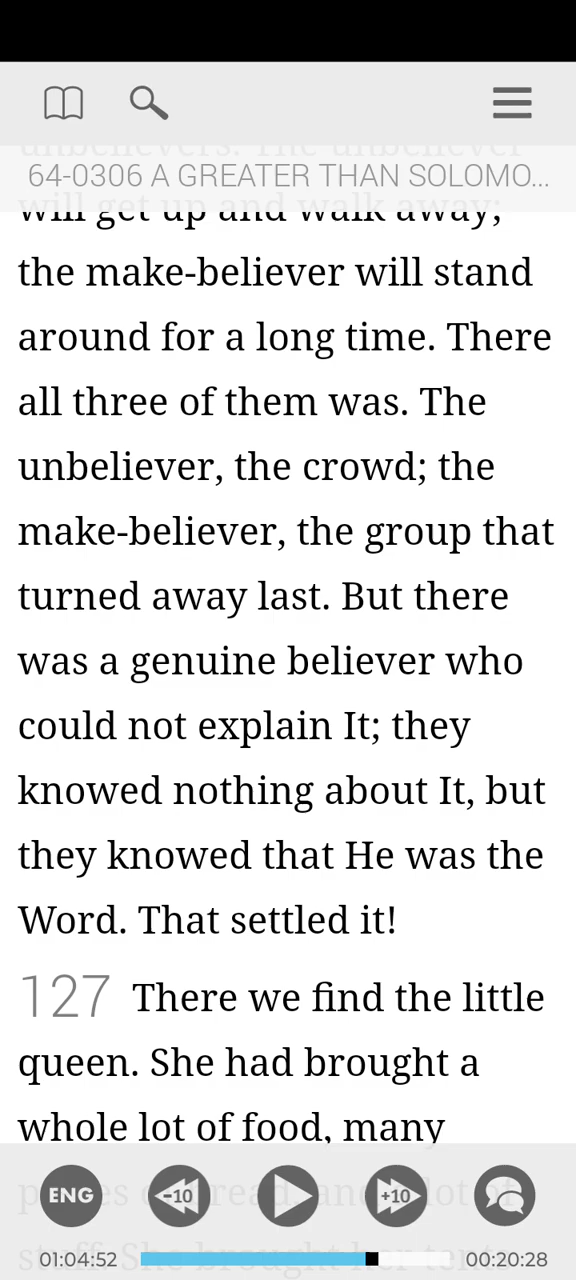 64-0306 A GREATER THAN SOLOMO...
will get up and walk away;
the make-believer will stand
around for a long time. There
all three of them was. The
unbeliever, the crowd; the
make-believer, the group that
turned away last. But there
was a genuine believer who
could not explain It; they
knowed nothing about It, but
they knowed that He was the
Word. That settled it!
127 There we find the little
queen. She had brought a
whole lot of food, many
ENG -10 +10
01:04:52 00:20:28